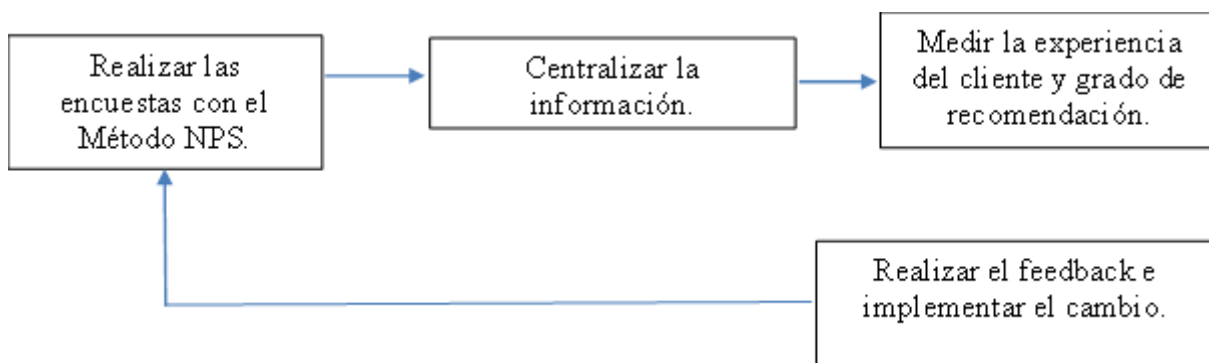 Realizar las
encuestas con el
Método NPS.
Centralizar la
información.
Medir la experiencia
del cliente y grado de
recomendación.
Realizar el feedback e
implementar el cambio.